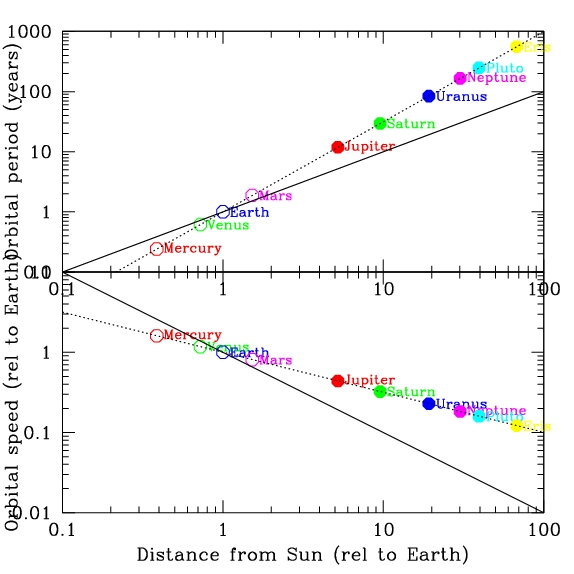 Orbital period (years)
1000
100
10
1
0.1
Eris
Pluto
Neptune
Uranus
Saturn
Jupiter
Mars
Earth
Venus
Mercury
0.1 1 10 100
Orbital speed (rel to Earth)
10
1
0.1
0.01
Mercury
Venus
Earth
Mars
Jupiter
Saturn
Uranus
Neptune
Pluto
Eris
0.1 1 10 100
Distance from Sun (rel to Earth)